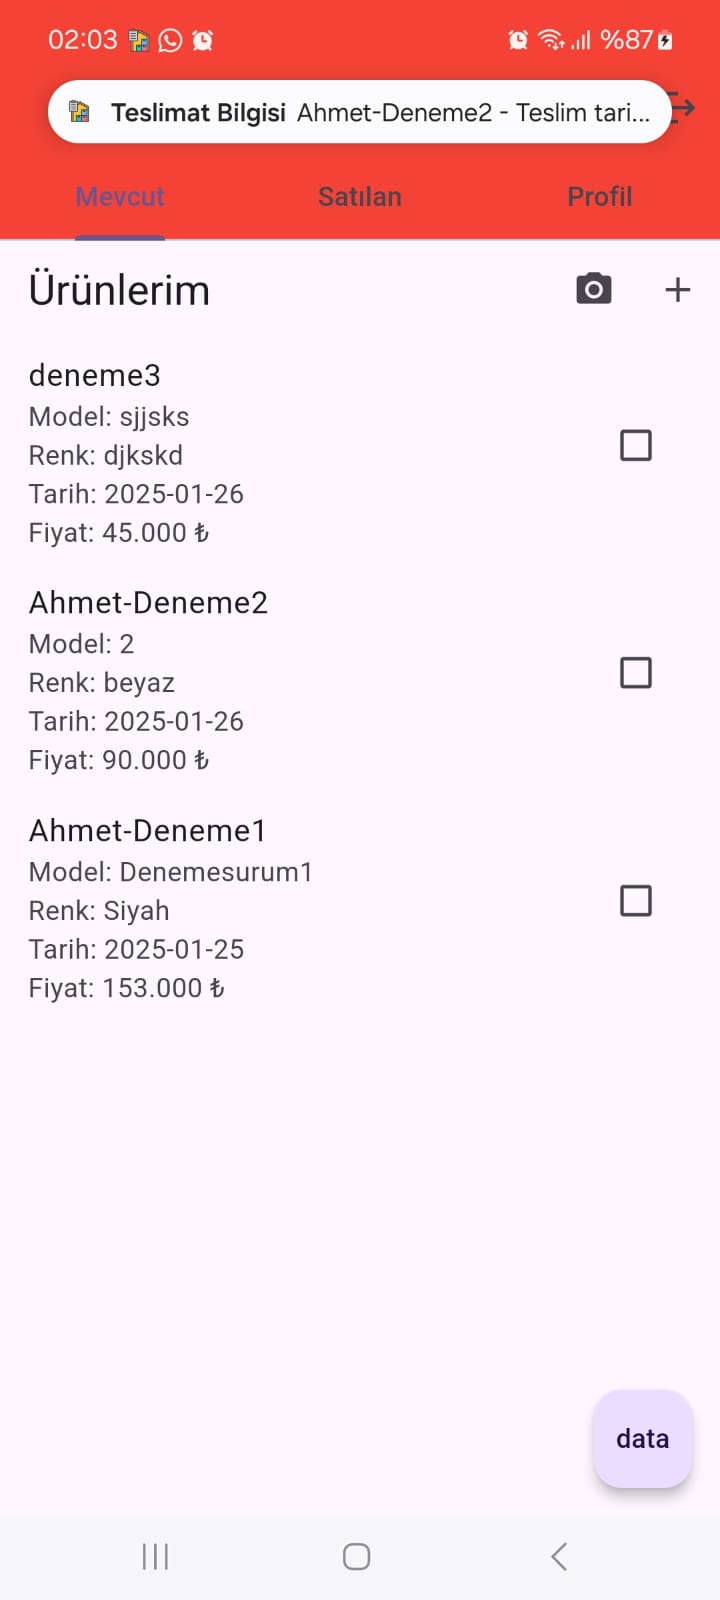 02:03 %87
Teslimat Bilgisi Ahmet-Deneme2 - Teslim tari...
Mevcut Satılan Profil
Ürünlerim
deneme3
Model: sjjsks
Renk: djkskd
Tarih: 2025-01-26
Fiyat: 45.000 ₺
Ahmet-Deneme2
Model: 2
Renk: beyaz
Tarih: 2025-01-26
Fiyat: 90.000 ₺
Ahmet-Deneme1
Model: Denemesurum1
Renk: Siyah
Tarih: 2025-01-25
Fiyat: 153.000 ₺
data